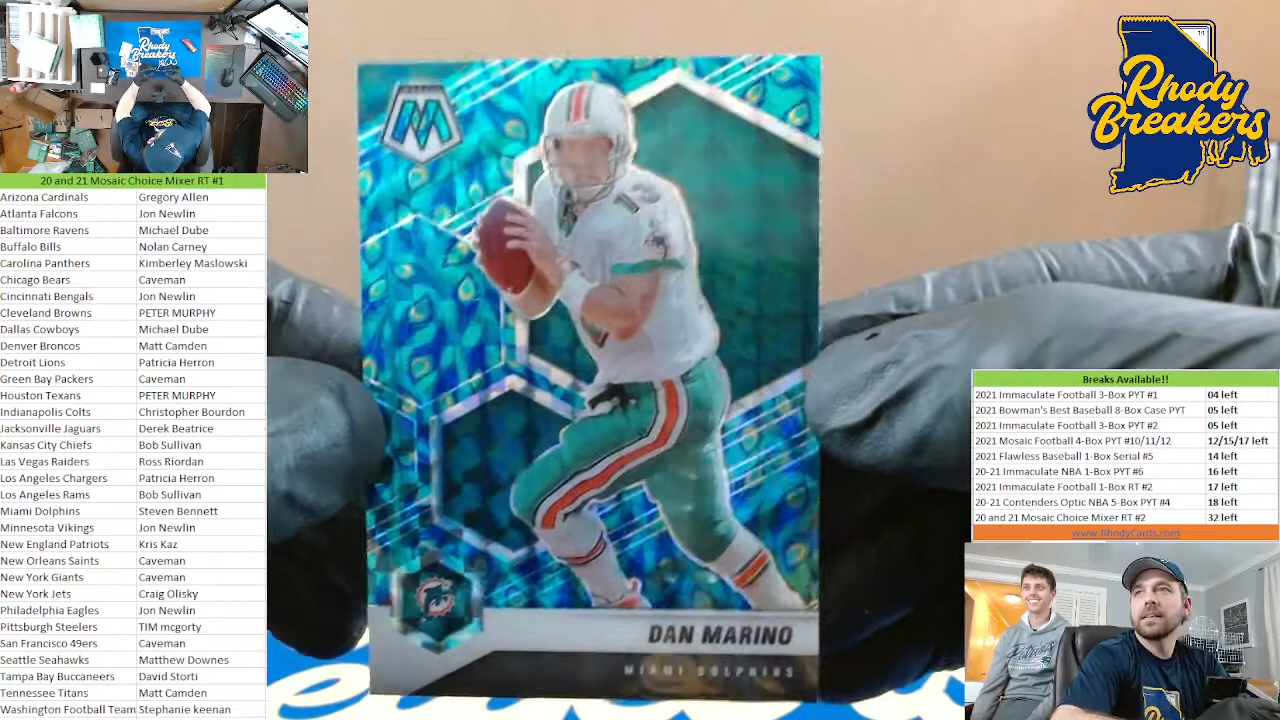 Rhody
Breakers
20 and 21 Mosaic Choice Mixer RT #1
Arizona Cardinals Gregory Allen
Atlanta Falcons Jon Newlin
Baltimore Ravens Michael Dube
Buffalo Bills Nolan Carney
Carolina Panthers Kimberley Maslowski
Chicago Bears Caveman
Cincinnati Bengals Jon Newlin
Cleveland Browns PETER MURPHY
Dallas Cowboys Michael Dube
Denver Broncos Matt Camden
Detroit Lions Patricia Herron
Green Bay Packers Caveman
Houston Texans PETER MURPHY
Indianapolis Colts Christopher Bourdon
Jacksonville Jaguars Derek Beatrice
Kansas City Chiefs Bob Sullivan
Las Vegas Raiders Ross Riordan
Los Angeles Chargers Patricia Herron
Los Angeles Rams Bob Sullivan
Miami Dolphins Steven Bennett
Minnesota Vikings Jon Newlin
New England Patriots Kris Kaz
New Orleans Saints Caveman
New York Giants Caveman
New York Jets Craig Olisky
Philadelphia Eagles Jon Newlin
Pittsburgh Steelers TIM mcgorty
San Francisco 49ers Caveman
Seattle Seahawks Matthew Downes
Tampa Bay Buccaneers David Storti
Tennessee Titans Matt Camden
Washington Football Team Stephanie keenan
DAN MARINO
MIAMI DOLPHINS
Rhody
Breakers
Breaks Available!!
2021 Immaculate Football 3-Box PYT #1 04 left
2021 Bowman's Best Baseball 8-Box Case PYT 05 left
2021 Immaculate Football 3-Box PYT #2 05 left
2021 Mosaic Football 4-Box PYT #10/11/12 12/15/17 left
2021 Flawless Baseball 1-Box Serial #5 14 left
20-21 Immaculate NBA 1-Box PYT #6 16 left
2021 Immaculate Football 1-Box RT #2 17 left
20-21 Contenders Optic NBA 5-Box PYT #4 18 left
20 and 21 Mosaic Choice Mixer RT #2 32 left
www.RhodyCards.com